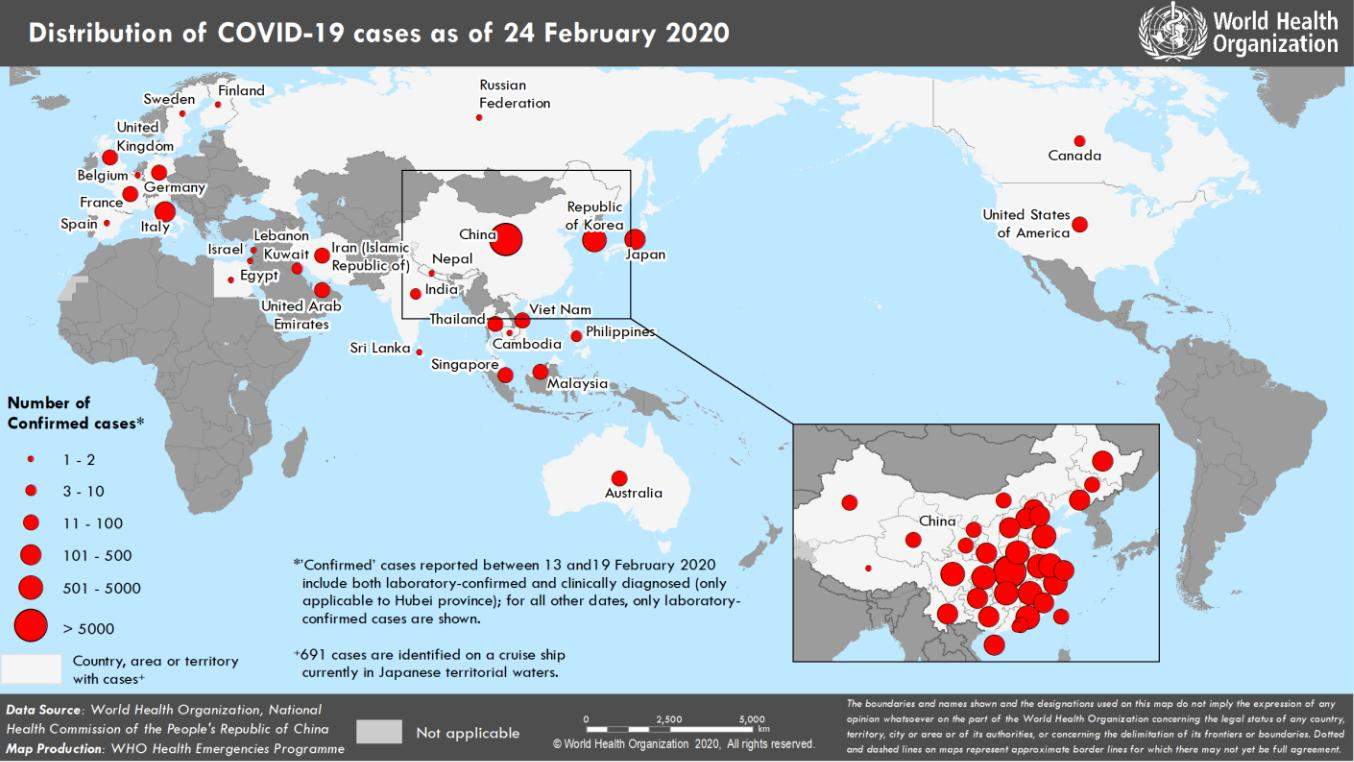 Distribution of COVID-19 cases as of 24 February 2020
World Health
Organization
Finland
Sweden
Russian
Federation
United
Kingdom
Belgium
Germany
France
Spain
Italy
Canada
United States
of America
Republic
of Korea
China
Japan
Lebanon
Israel
Kuwait
Iran (Islamic
Republic of)
Nepal
Egypt
India
United Arab
Emirates
Viet Nam
Thailand
Philippines
Cambodia
Sri Lanka
Singapore
Malaysia
Australia
China
Number of
Confirmed cases*
1 - 2
3 - 10
11 - 100
101 - 500
501 - 5000
> 5000
Country, area or territory
with cases+
*'Confirmed' cases reported between 13 and19 February 2020
include both laboratory-confirmed and clinically diagnosed (only
applicable to Hubei province); for all other dates, only laboratory-
confirmed cases are shown.
+691 cases are identified on a cruise ship
currently in Japanese territorial waters.
Data Source: World Health Organization, National
Health Commission of the People's Republic of China
Map Production: WHO Health Emergencies Programme
Not applicable
0 2,500 5,000
km
© World Health Organization 2020, All rights reserved.
The boundaries and names shown and the designations used on this map do not imply the expression of any
opinion whatsoever on the part of the World Health Organization concerning the legal status of any country,
territory, city or area or of its authorities, or concerning the delimitation of its frontiers or boundaries. Dotted
and dashed lines on maps represent approximate border lines for which there may not yet be full agreement.